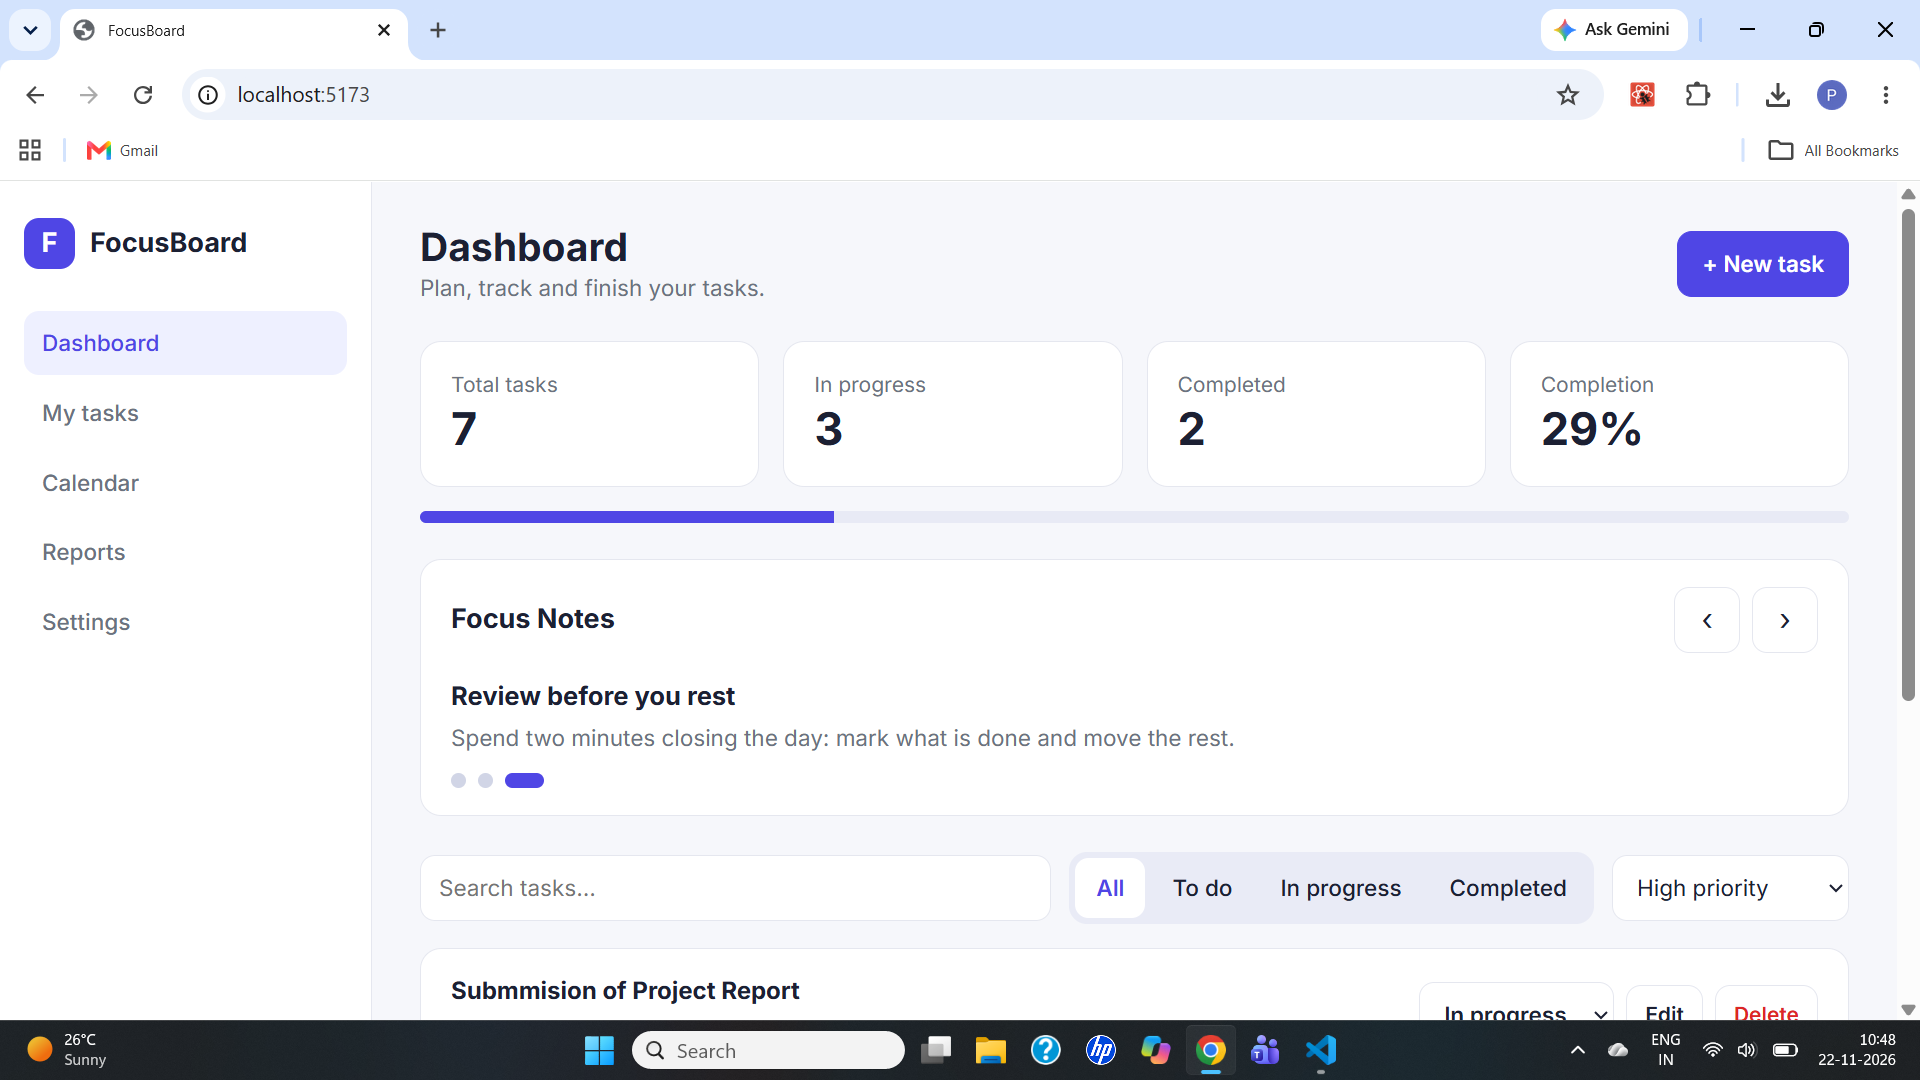 FocusBoard
Ask Gemini
localhost:5173
P
Gmail
All Bookmarks
F FocusBoard
Dashboard
My tasks
Calendar
Reports
Settings
Dashboard
Plan, track and finish your tasks.
+ New task
Total tasks
7
In progress
3
Completed
2
Completion
29%
Focus Notes
Review before you rest
Spend two minutes closing the day: mark what is done and move the rest.
Search tasks...
All To do In progress Completed
High priority
Submmision of Project Report
In progress Edit Delete
26°C
Sunny
Search
hp
T
ENG
IN
10:48
22-11-2026